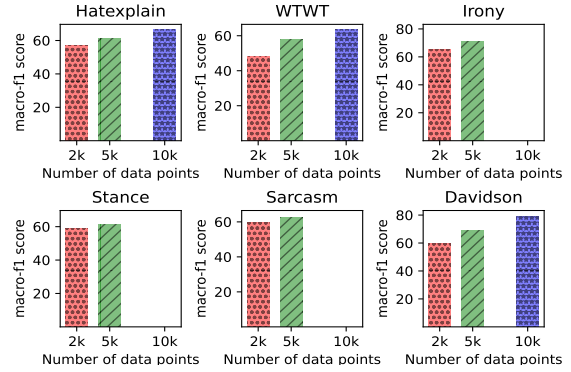 Hatexplain
macro-f1 score
60
40
20
2k 5k 10k
Number of data points
WTWT
macro-f1 score
60
40
20
2k 5k 10k
Number of data points
Irony
macro-f1 score
80
60
40
20
2k 5k 10k
Number of data points
Stance
macro-f1 score
60
40
20
2k 5k 10k
Number of data points
Sarcasm
macro-f1 score
60
40
20
2k 5k 10k
Number of data points
Davidson
macro-f1 score
80
60
40
20
2k 5k 10k
Number of data points